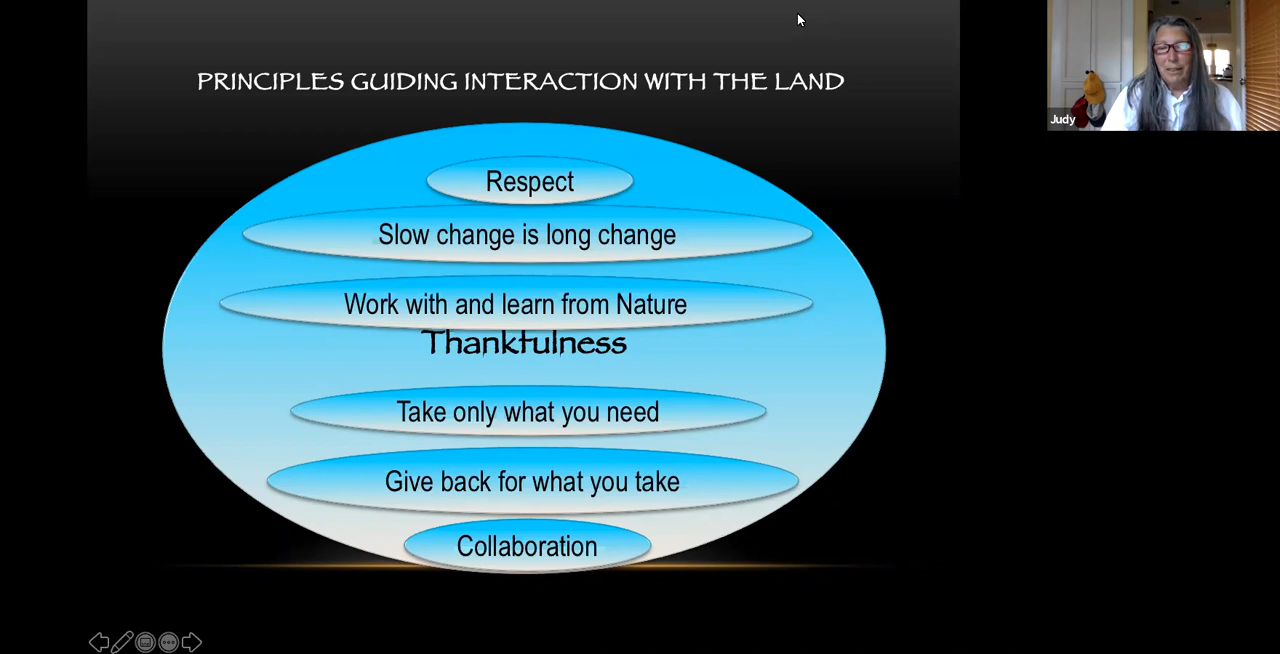 PRINCIPLES GUIDING INTERACTION WITH THE LAND
Judy
Respect
Slow change is long change
Work with and learn from Nature
Thankfulness
Take only what you need
Give back for what you take
Collaboration